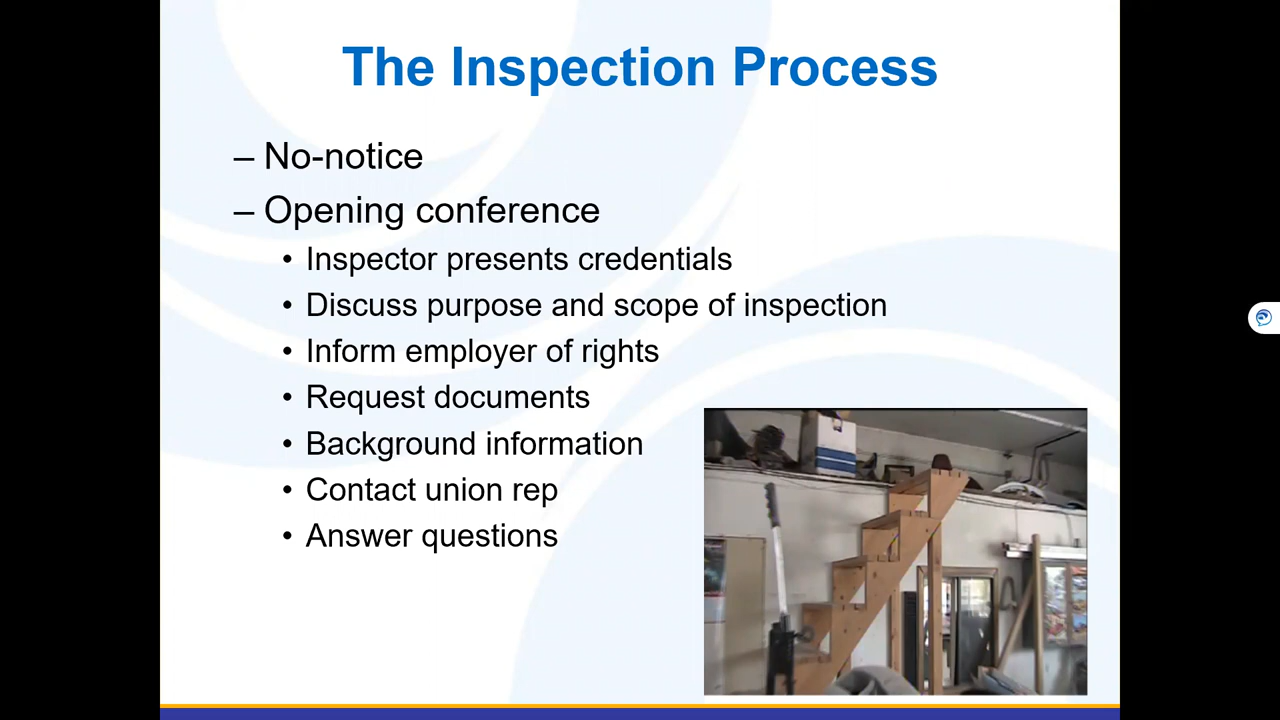 The Inspection Process
– No-notice
– Opening conference
• Inspector presents credentials
• Discuss purpose and scope of inspection
• Inform employer of rights
• Request documents
• Background information
• Contact union rep
• Answer questions